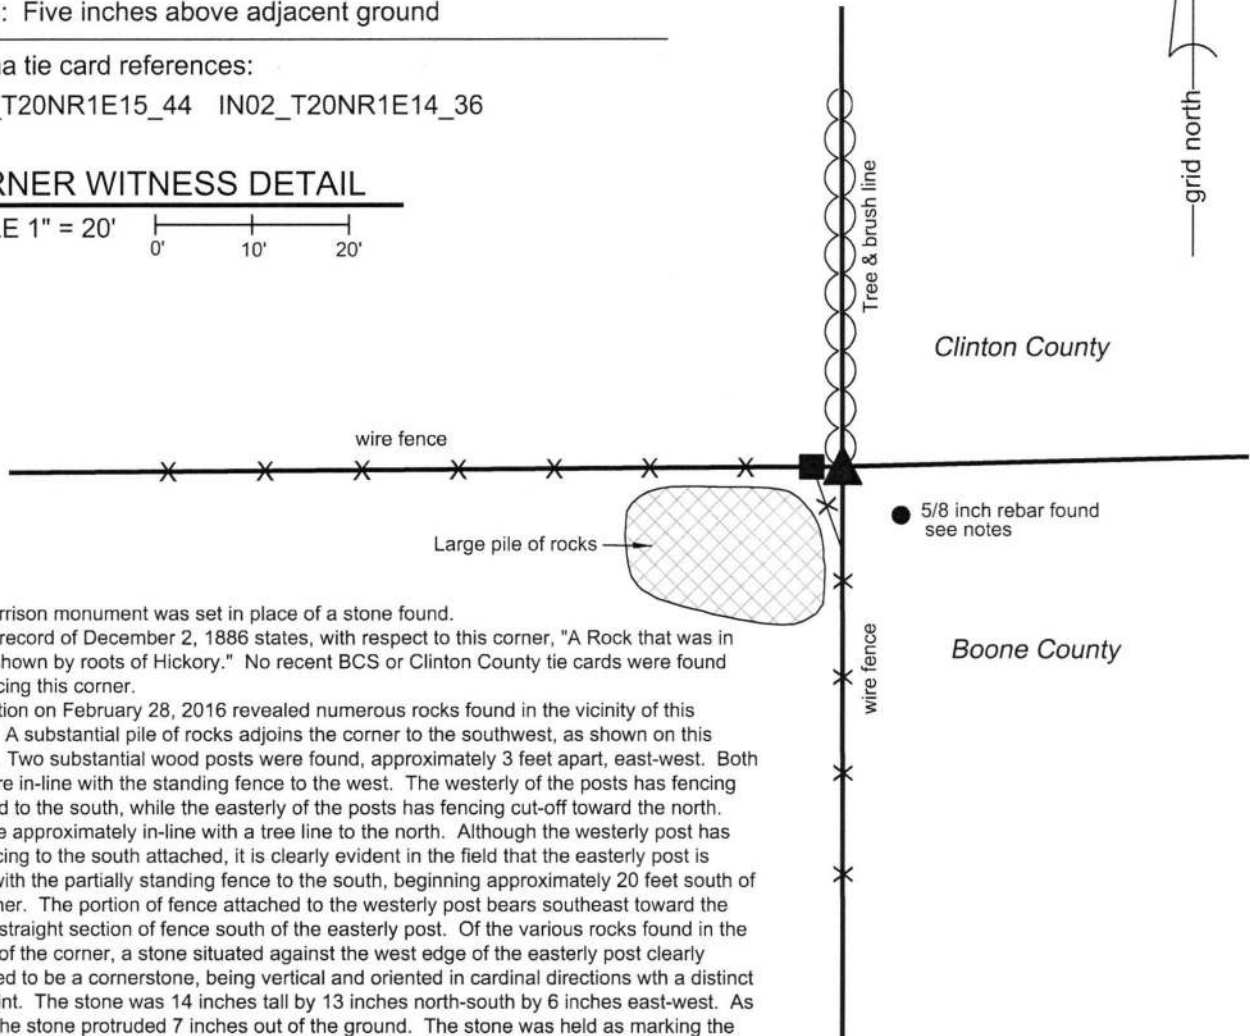 : Five inches above adjacent ground
a tie card references:
_T20NR1E15_44 IN02_T20NR1E14_36
RNER WITNESS DETAIL
E 1" = 20'
0' 10' 20'
grid north
Tree & brush line
Clinton County
wire fence
5/8 inch rebar found
see notes
Large pile of rocks
wire fence
Boone County
rrison monument was set in place of a stone found.
record of December 2, 1886 states, with respect to this corner, "A Rock that was in
hown by roots of Hickory." No recent BCS or Clinton County tie cards were found
cing this corner.
tion on February 28, 2016 revealed numerous rocks found in the vicinity of this
A substantial pile of rocks adjoins the corner to the southwest, as shown on this
Two substantial wood posts were found, approximately 3 feet apart, east-west. Both
re in-line with the standing fence to the west. The westerly of the posts has fencing
d to the south, while the easterly of the posts has fencing cut-off toward the north.
e approximately in-line with a tree line to the north. Although the westerly post has
cing to the south attached, it is clearly evident in the field that the easterly post is
with the partially standing fence to the south, beginning approximately 20 feet south of
ner. The portion of fence attached to the westerly post bears southeast toward the
straight section of fence south of the easterly post. Of the various rocks found in the
of the corner, a stone situated against the west edge of the easterly post clearly
ed to be a cornerstone, being vertical and oriented in cardinal directions wth a distinct
int. The stone was 14 inches tall by 13 inches north-south by 6 inches east-west. As
he stone protruded 7 inches out of the ground. The stone was held as marking the